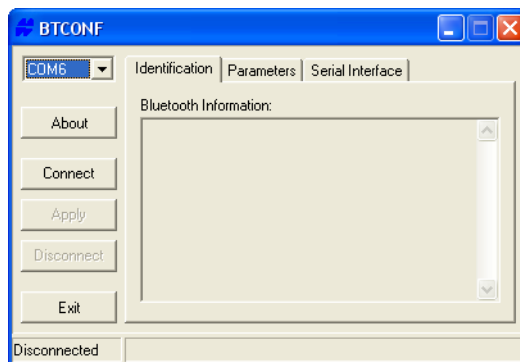 BTCONF
COM6
Identification
Parameters
Serial Interface
Bluetooth Information:
About
Connect
Apply
Disconnect
Exit
Disconnected